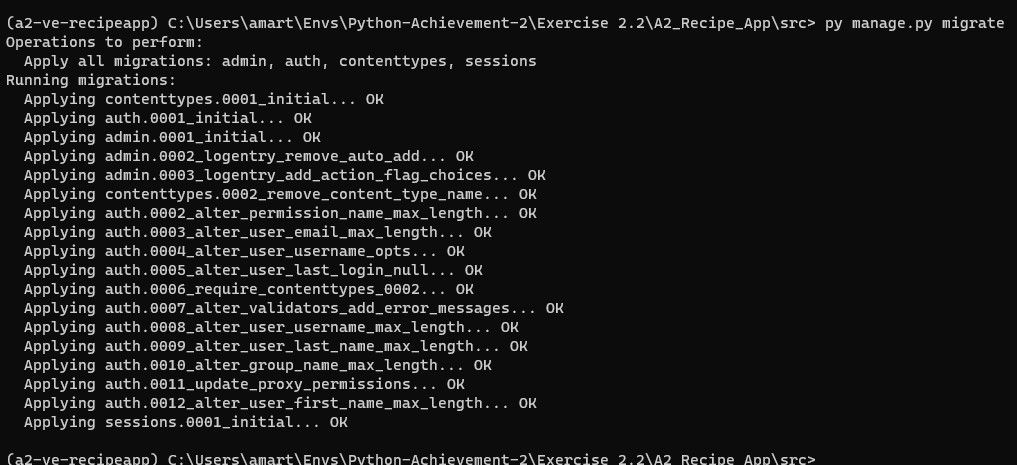 (a2-ve-recipeapp) C:\Users\amart\Envs\Python-Achievement-2\Exercise 2.2\A2_Recipe_App\src> py manage.py migrate
Operations to perform:
  Apply all migrations: admin, auth, contenttypes, sessions
Running migrations:
  Applying contenttypes.0001_initial... OK
  Applying auth.0001_initial... OK
  Applying admin.0001_initial... OK
  Applying admin.0002_logentry_remove_auto_add... OK
  Applying admin.0003_logentry_add_action_flag_choices... OK
  Applying contenttypes.0002_remove_content_type_name... OK
  Applying auth.0002_alter_permission_name_max_length... OK
  Applying auth.0003_alter_user_email_max_length... OK
  Applying auth.0004_alter_user_username_opts... OK
  Applying auth.0005_alter_user_last_login_null... OK
  Applying auth.0006_require_contenttypes_0002... OK
  Applying auth.0007_alter_validators_add_error_messages... OK
  Applying auth.0008_alter_user_username_max_length... OK
  Applying auth.0009_alter_user_last_name_max_length... OK
  Applying auth.0010_alter_group_name_max_length... OK
  Applying auth.0011_update_proxy_permissions... OK
  Applying auth.0012_alter_user_first_name_max_length... OK
  Applying sessions.0001_initial... OK
(a2-ve-recipeapp) C:\Users\amart\Envs\Python-Achievement-2\Exercise 2.2\A2_Recipe_App\src>